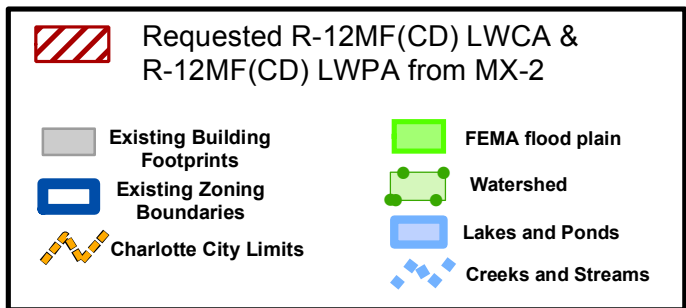 Requested R-12MF(CD) LWCA &
R-12MF(CD) LWPA from MX-2
Existing Building
Footprints
Existing Zoning
Boundaries
Charlotte City Limits
FEMA flood plain
Watershed
Lakes and Ponds
Creeks and Streams